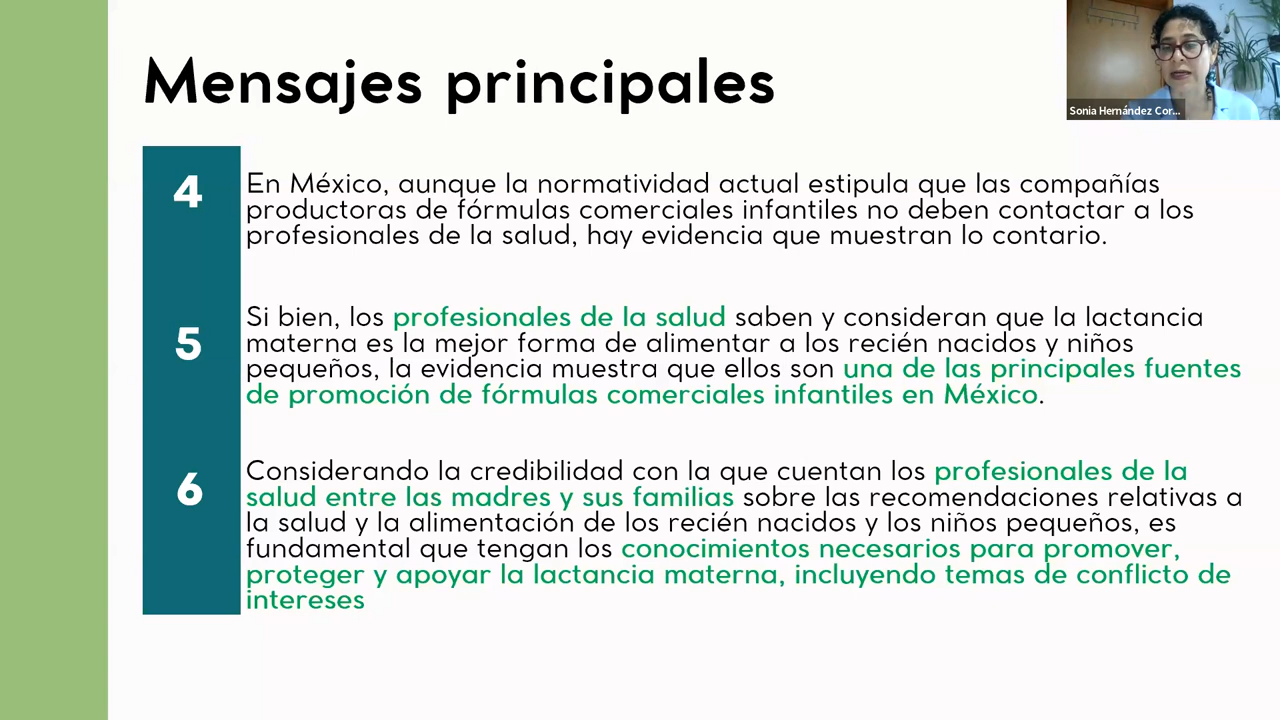 Mensajes principales
Sonia Hernández Cor...
4
En México, aunque la normatividad actual estipula que las compañías
productoras de fórmulas comerciales infantiles no deben contactar a los
profesionales de la salud, hay evidencia que muestran lo contario.
5
Si bien, los profesionales de la salud saben y consideran que la lactancia
materna es la mejor forma de alimentar a los recién nacidos y niños
pequeños, la evidencia muestra que ellos son una de las principales fuentes
de promoción de fórmulas comerciales infantiles en México.
6
Considerando la credibilidad con la que cuentan los profesionales de la
salud entre las madres y sus familias sobre las recomendaciones relativas a
la salud y la alimentación de los recién nacidos y los niños pequeños, es
fundamental que tengan los conocimientos necesarios para promover,
proteger y apoyar la lactancia materna, incluyendo temas de conflicto de
intereses